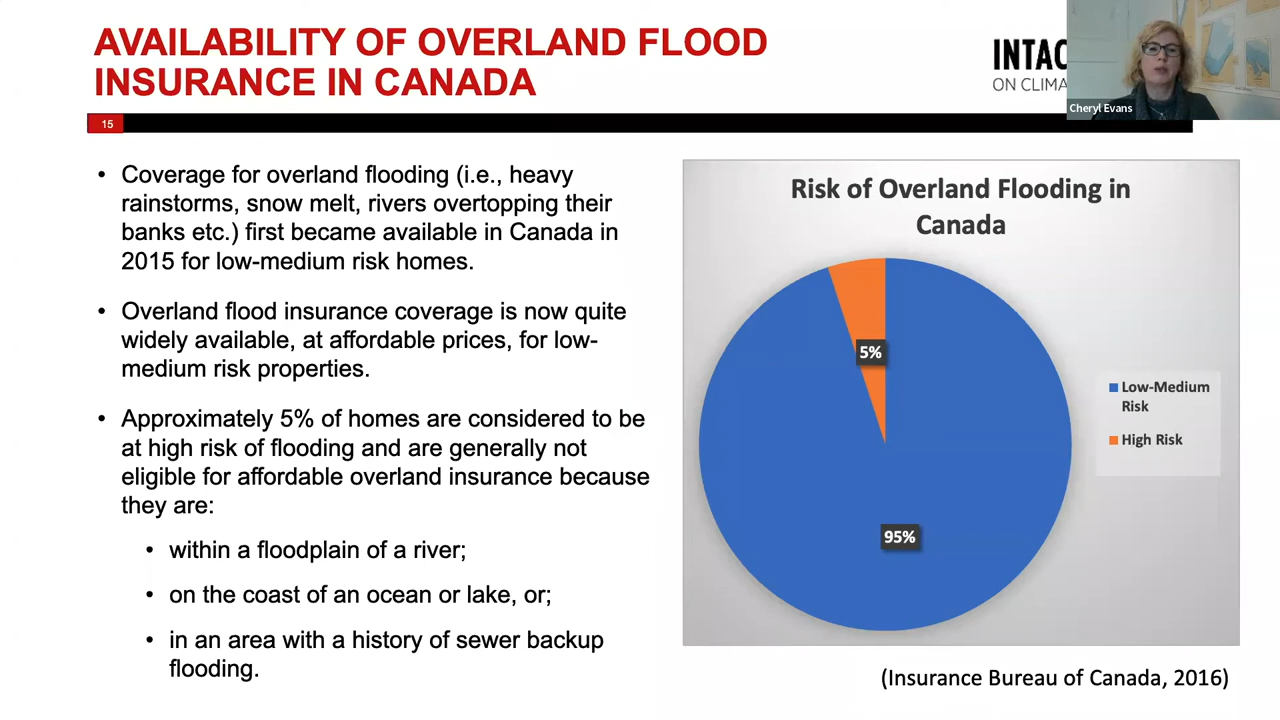 AVAILABILITY OF OVERLAND FLOOD
INSURANCE IN CANADA
INTAC
ON CLIMA
Cheryl Evans
15
• Coverage for overland flooding (i.e., heavy
rainstorms, snow melt, rivers overtopping their
banks etc.) first became available in Canada in
2015 for low-medium risk homes.
• Overland flood insurance coverage is now quite
widely available, at affordable prices, for low-
medium risk properties.
• Approximately 5% of homes are considered to be
at high risk of flooding and are generally not
eligible for affordable overland insurance because
they are:
• within a floodplain of a river;
• on the coast of an ocean or lake, or;
• in an area with a history of sewer backup
flooding.
Risk of Overland Flooding in
Canada
5%
95%
Low-Medium
Risk
High Risk
(Insurance Bureau of Canada, 2016)